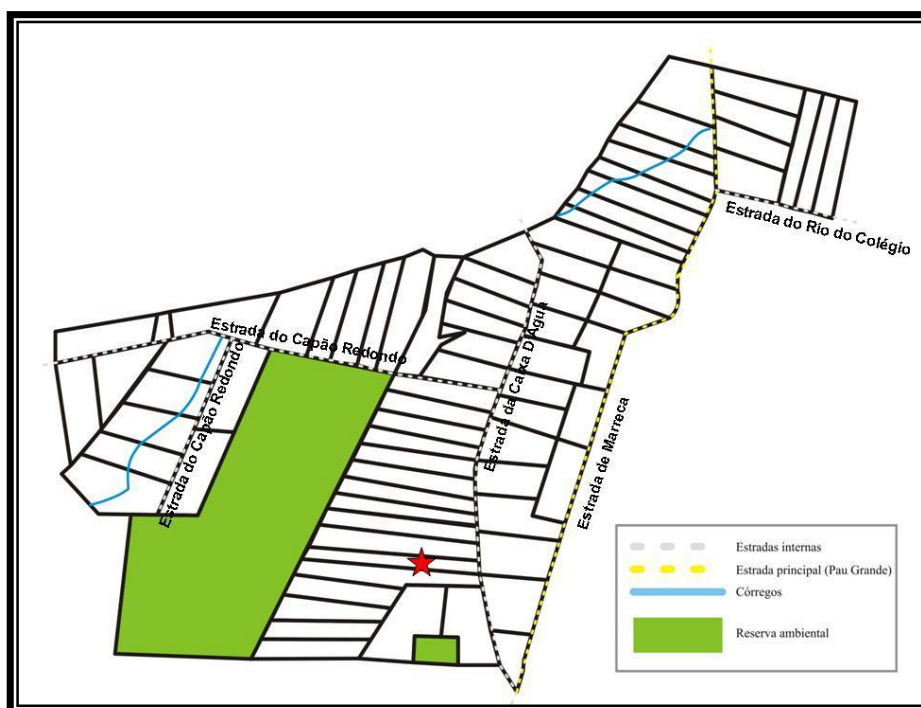 Estrada do Rio do Colégio
Estrada do Capão Redondo
Estrada da Caixa D'Água
Estrada do Capão Redondo
Estrada de Marreca
Estradas internas
Estrada principal (Pau Grande)
Córregos
Reserva ambiental